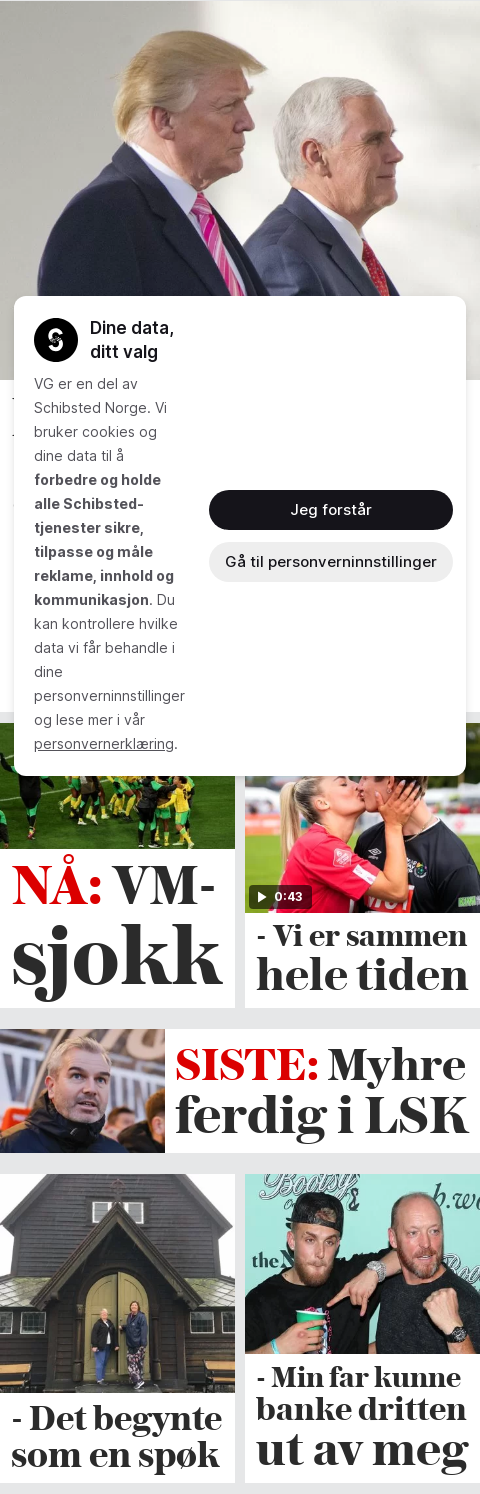 Dine data,
ditt valg
VG er en del av
Schibsted Norge. Vi
bruker cookies og
dine data til å
forbedre og holde
alle Schibsted-
tjenester sikre,
tilpasse og måle
reklame, innhold og
kommunikasjon. Du
kan kontrollere hvilke
data vi får behandle i
dine
personverninnstillinger
og lese mer i vår
personvernerklæring.
Jeg forstår
Gå til personverninnstillinger
NÅ: VM-
sjokk
0:43
- Vi er sammen
hele tiden
SISTE: Myhre
ferdig i LSK
- Det begynte
som en spøk
Bootsy
the
b.w
- Min far kunne
banke dritten
ut av meg